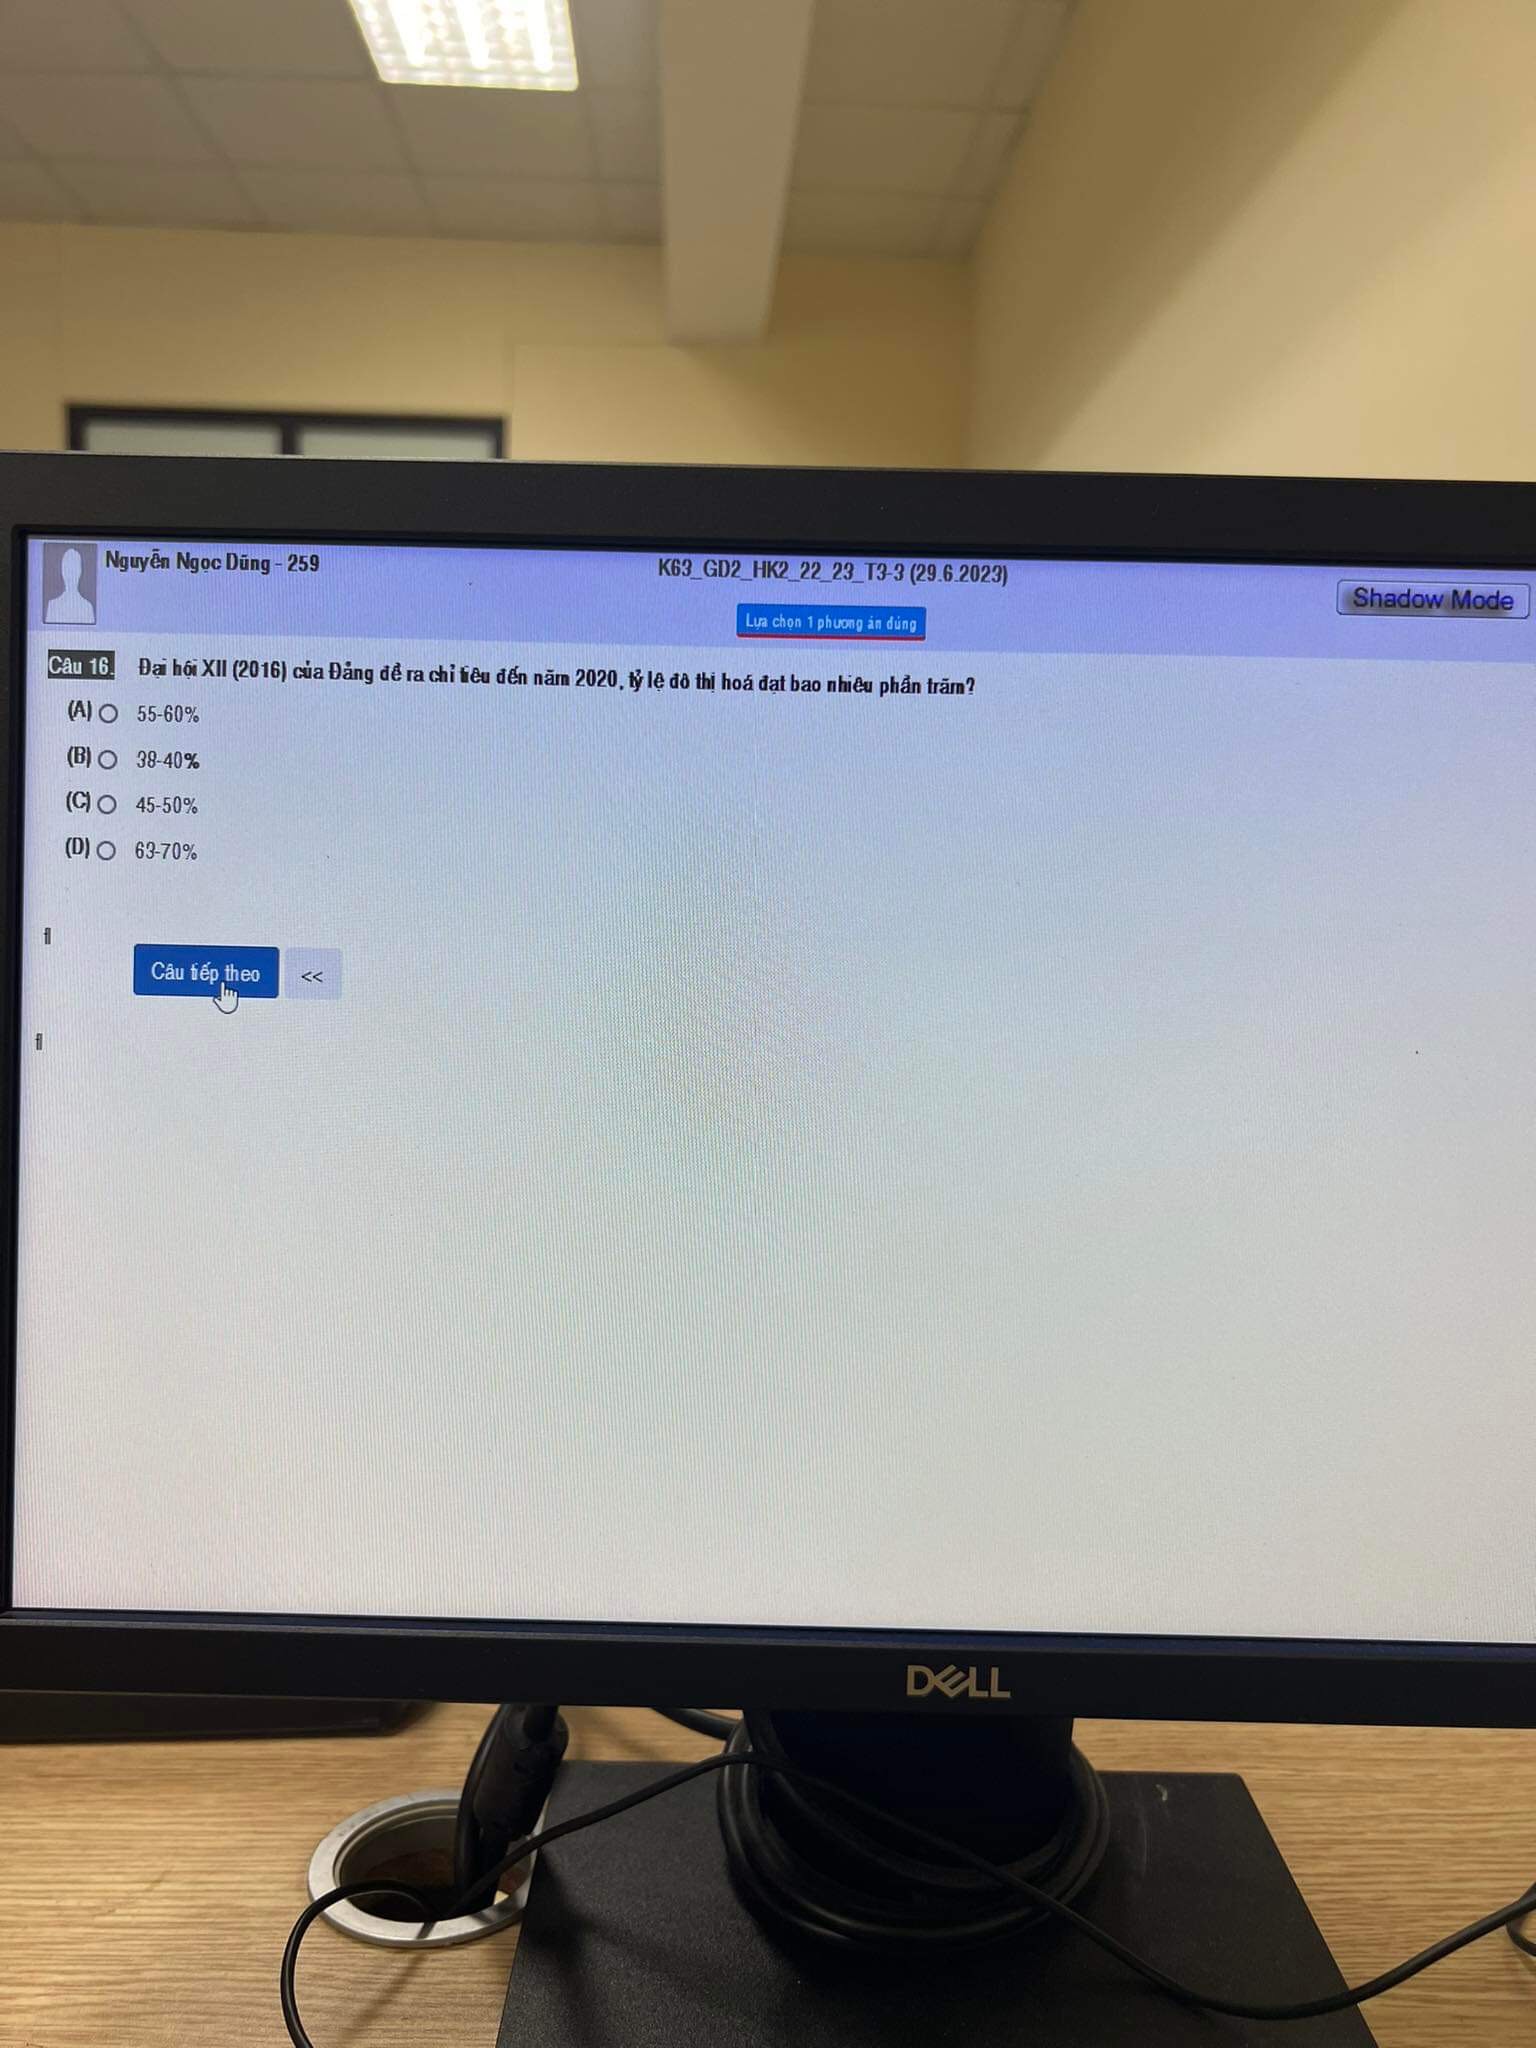 Nguyễn Ngọc Dũng - 259
K63_GD2_HK2_22_23_T3-3 (29.6.2023)
Shadow Mode
Lựa chọn 1 phương án đúng
Câu 16. Đại hội XII (2016) của Đảng đề ra chỉ tiêu đến năm 2020, tỷ lệ đô thị hoá đạt bao nhiêu phần trăm?
(A) 55-60%
(B) 38-40%
(C) 45-50%
(D) 69-70%
Câu tiếp theo <<
DELL